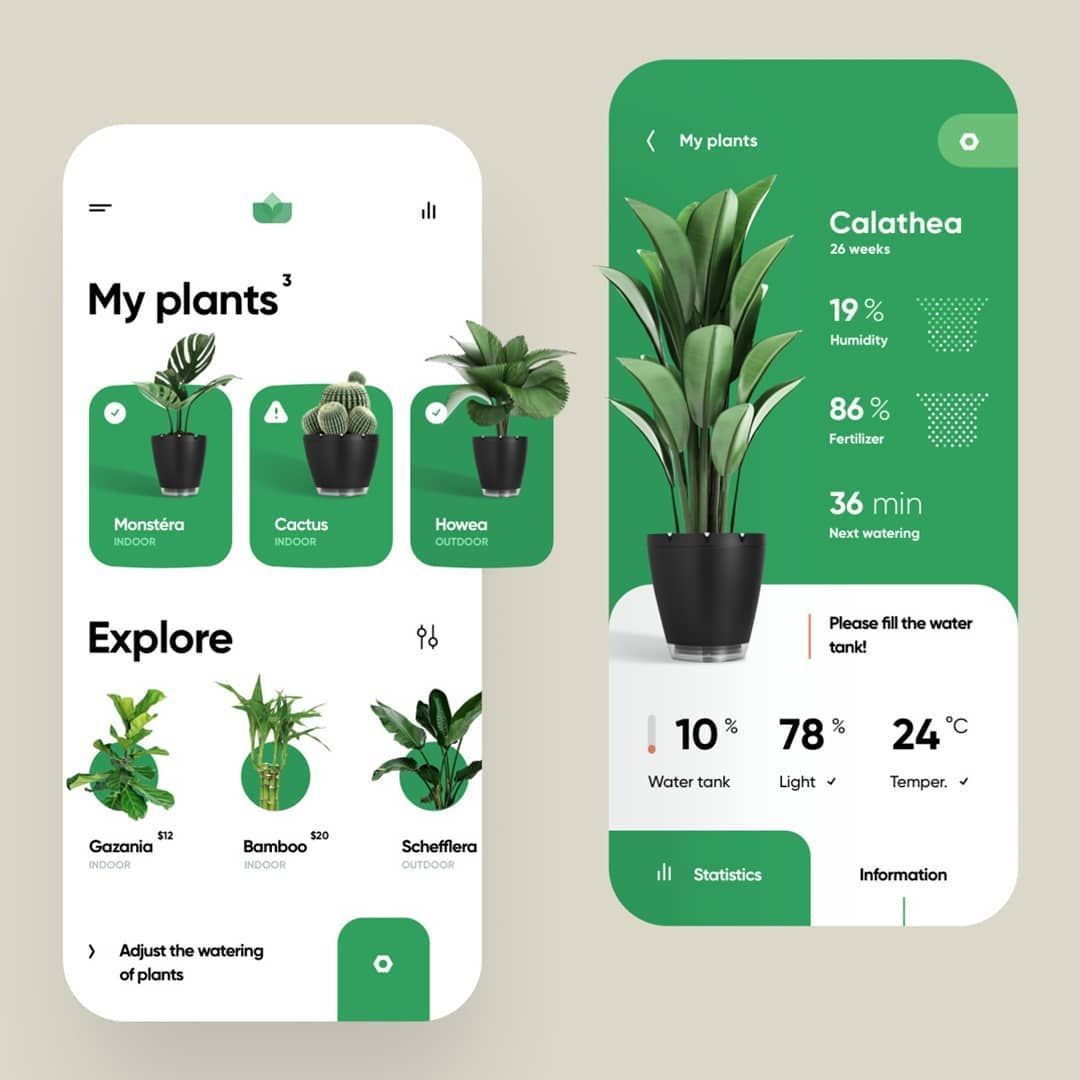 My plants 3
Monstéra
INDOOR
Cactus
INDOOR
Howea
OUTDOOR
Explore
Gazania $12
INDOOR
Bamboo $20
INDOOR
Schefflera
OUTDOOR
Adjust the watering
of plants
My plants
Calathea
26 weeks
19 %
Humidity
86 %
Fertilizer
36 min
Next watering
Please fill the water
tank!
10 %
Water tank
78 %
Light
24 °C
Temper.
Statistics
Information